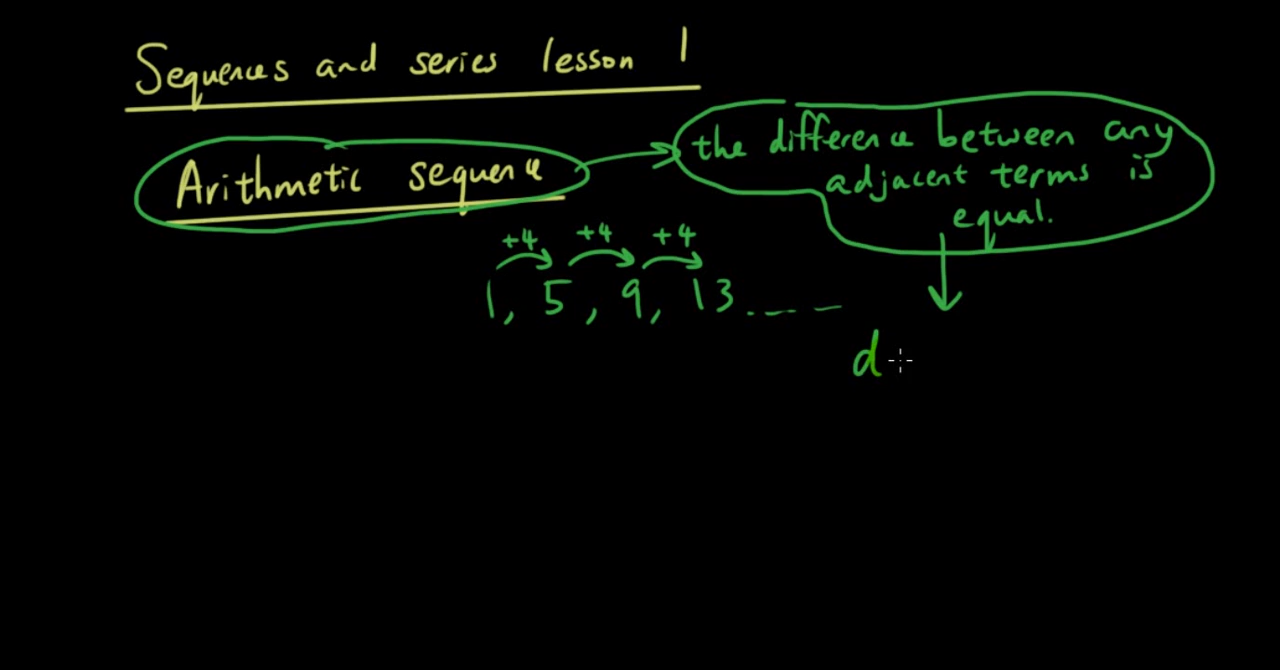 Sequences and series lesson 1
Arithmetic sequence
the difference between any
adjacent terms is
equal.
+4 +4 +4
1, 5, 9, 13.....
d